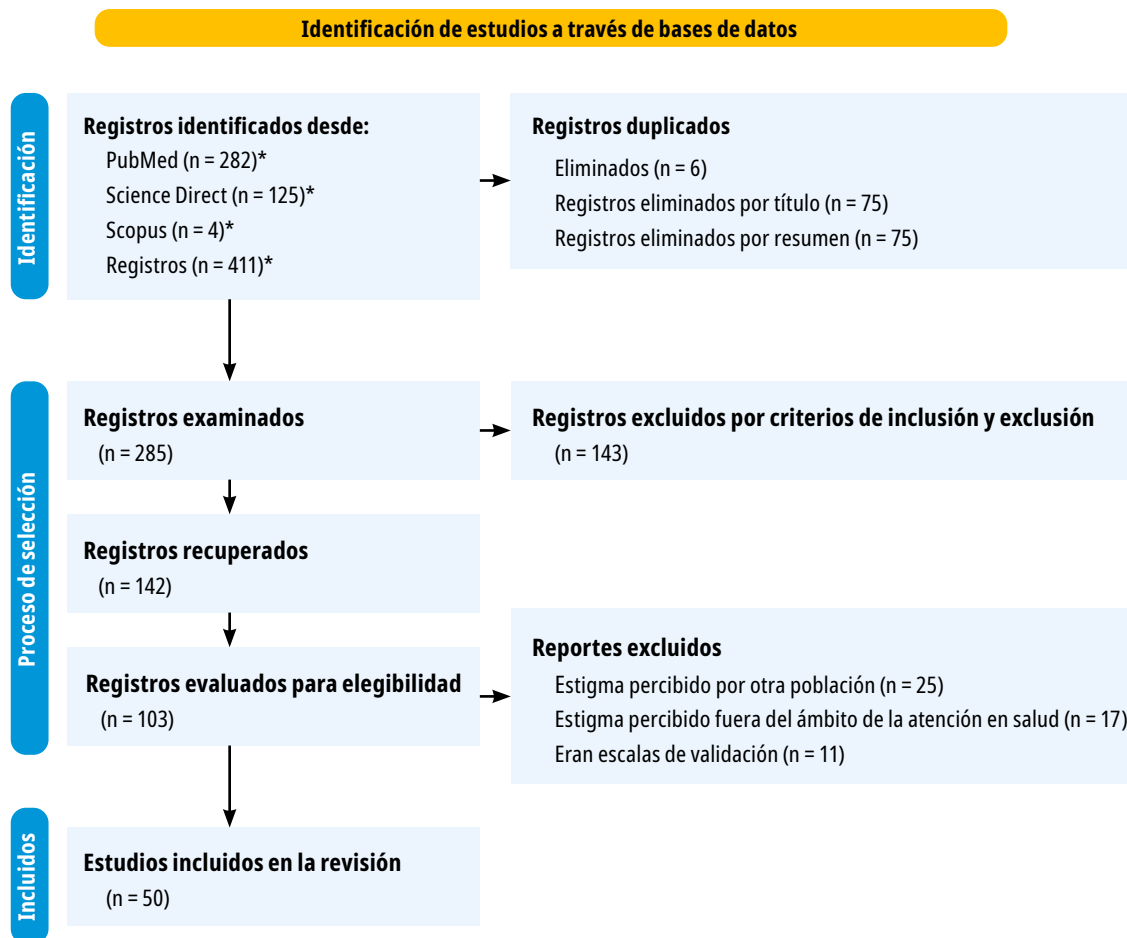 Identificación de estudios a través de bases de datos
Identificación
Registros identificados desde:
PubMed (n = 282)*
Science Direct (n = 125)*
Scopus (n = 4)*
Registros (n = 411)*
Registros duplicados
Eliminados (n = 6)
Registros eliminados por título (n = 75)
Registros eliminados por resumen (n = 75)
Proceso de selección
Registros examinados
(n = 285)
Registros excluidos por criterios de inclusión y exclusión
(n = 143)
Registros recuperados
(n = 142)
Registros evaluados para elegibilidad
(n = 103)
Reportes excluidos
Estigma percibido por otra población (n = 25)
Estigma percibido fuera del ámbito de la atención en salud (n = 17)
Eran escalas de validación (n = 11)
Incluidos
Estudios incluidos en la revisión
(n = 50)